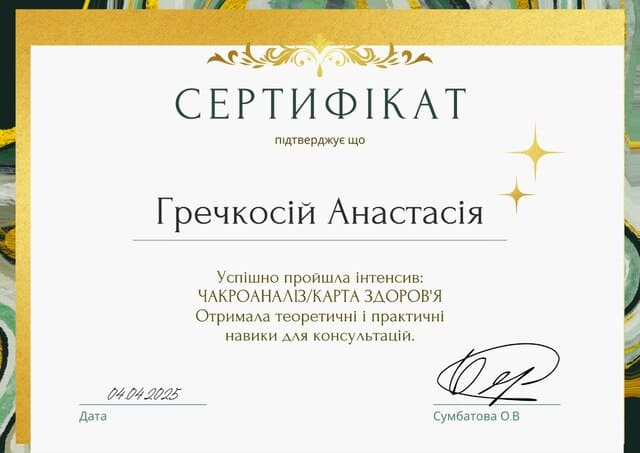 СЕРТИФІКАТ
підтверджує що
Гречкосій Анастасія
Успішно пройшла інтенсив:
ЧАКРОАНАЛІЗ/КАРТА ЗДОРОВ'Я
Отримала теоретичні і практичні
навики для консультацій.
04.04.2025
Дата
Сумбатова О.В